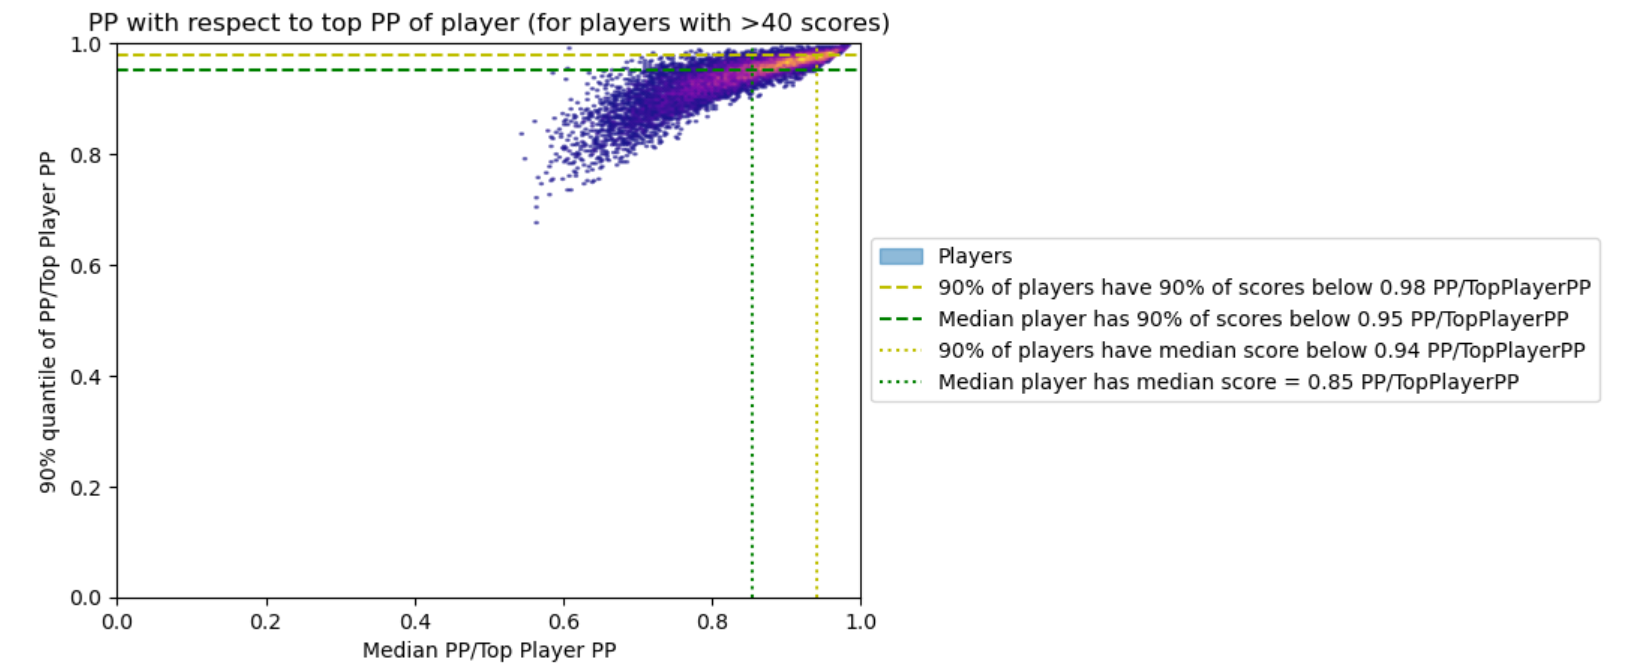 PP with respect to top PP of player (for players with >40 scores)
1.0
0.8
0.6
0.4
0.2
0.0
90% quantile of PP/Top Player PP
0.0 0.2 0.4 0.6 0.8 1.0
Median PP/Top Player PP
Players
90% of players have 90% of scores below 0.98 PP/TopPlayerPP
Median player has 90% of scores below 0.95 PP/TopPlayerPP
90% of players have median score below 0.94 PP/TopPlayerPP
Median player has median score = 0.85 PP/TopPlayerPP